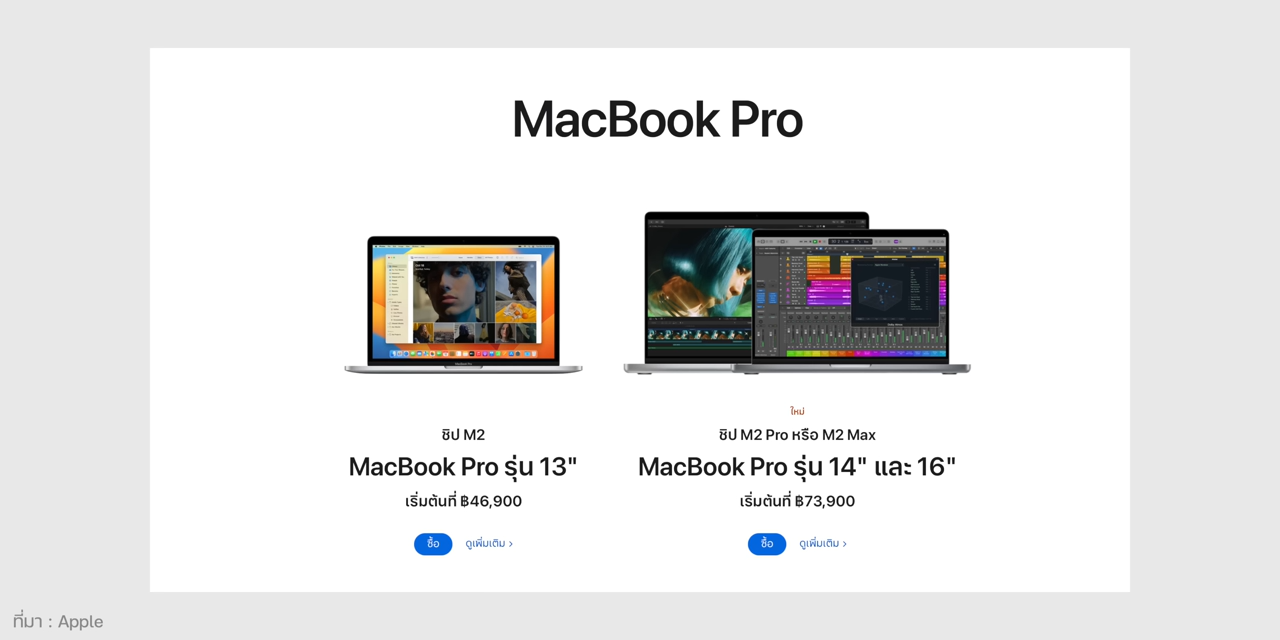 MacBook Pro
ชิป M2
MacBook Pro รุ่น 13"
เริ่มต้นที่ ฿46,900
ซื้อ
ดูเพิ่มเติม >
ใหม่
ชิป M2 Pro หรือ M2 Max
MacBook Pro รุ่น 14" และ 16"
เริ่มต้นที่ ฿73,900
ซื้อ
ดูเพิ่มเติม >
ที่มา : Apple